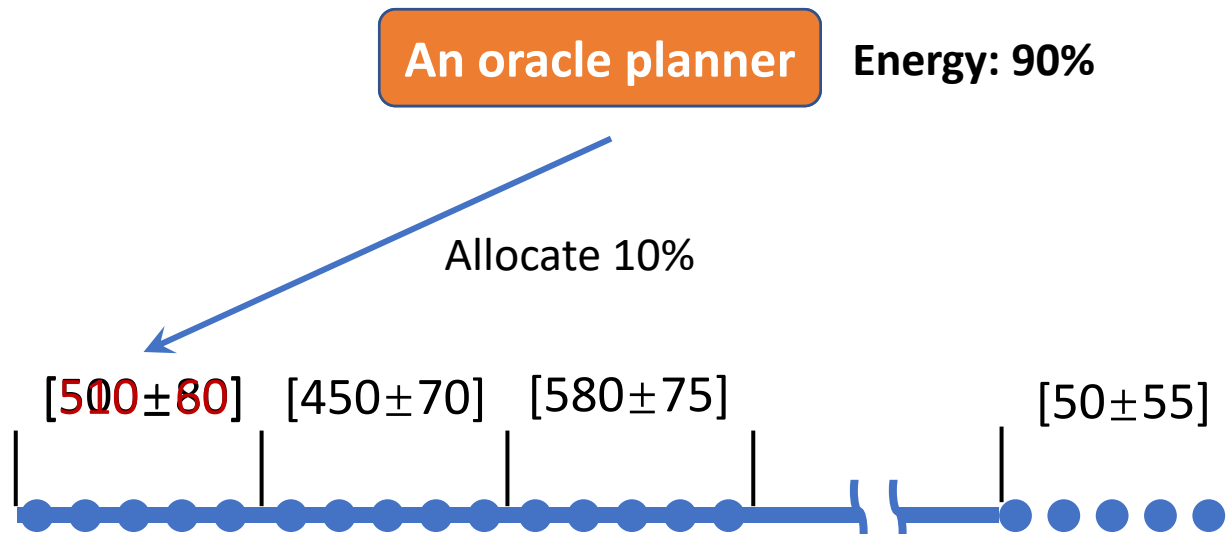 An oracle planner
Energy: 90%
Allocate 10%
[450±70]
[580±75]
[50±55]